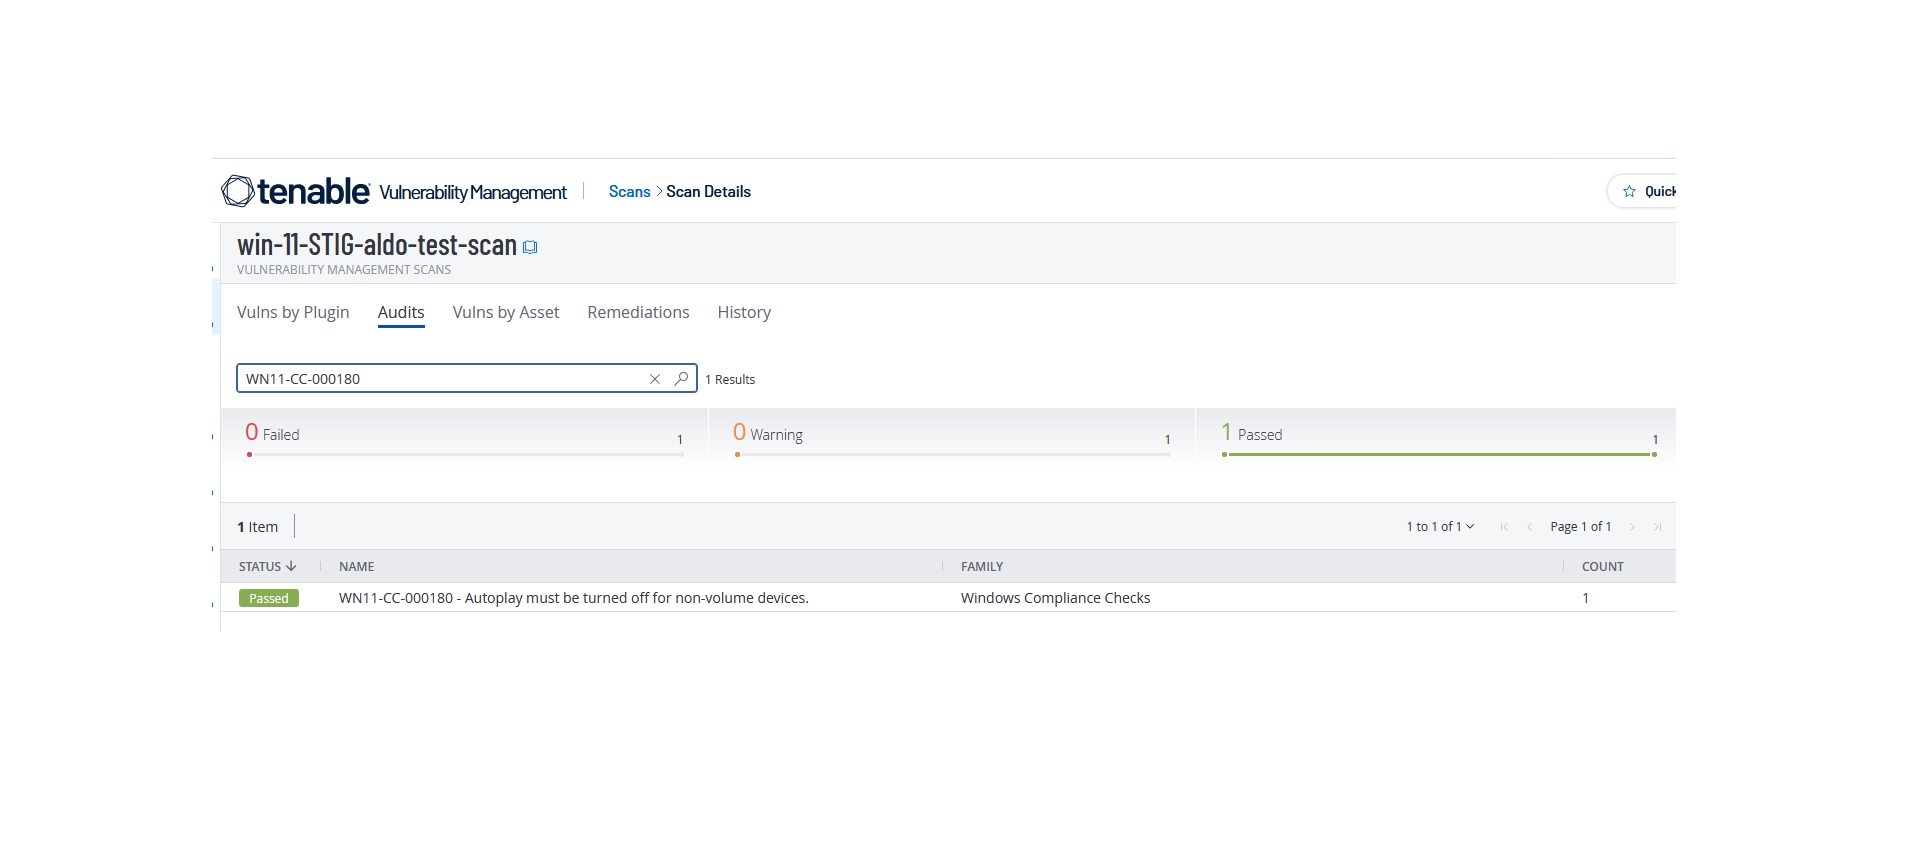 tenable Vulnerability Management Scans > Scan Details Quick
win-11-STIG-aldo-test-scan
VULNERABILITY MANAGEMENT SCANS
Vulns by Plugin Audits Vulns by Asset Remediations History
WN11-CC-000180 1 Results
0 Failed 1 0 Warning 1 1 Passed 1
1 Item 1 to 1 of 1 Page 1 of 1
STATUS NAME FAMILY COUNT
Passed WN11-CC-000180 - Autoplay must be turned off for non-volume devices. Windows Compliance Checks 1